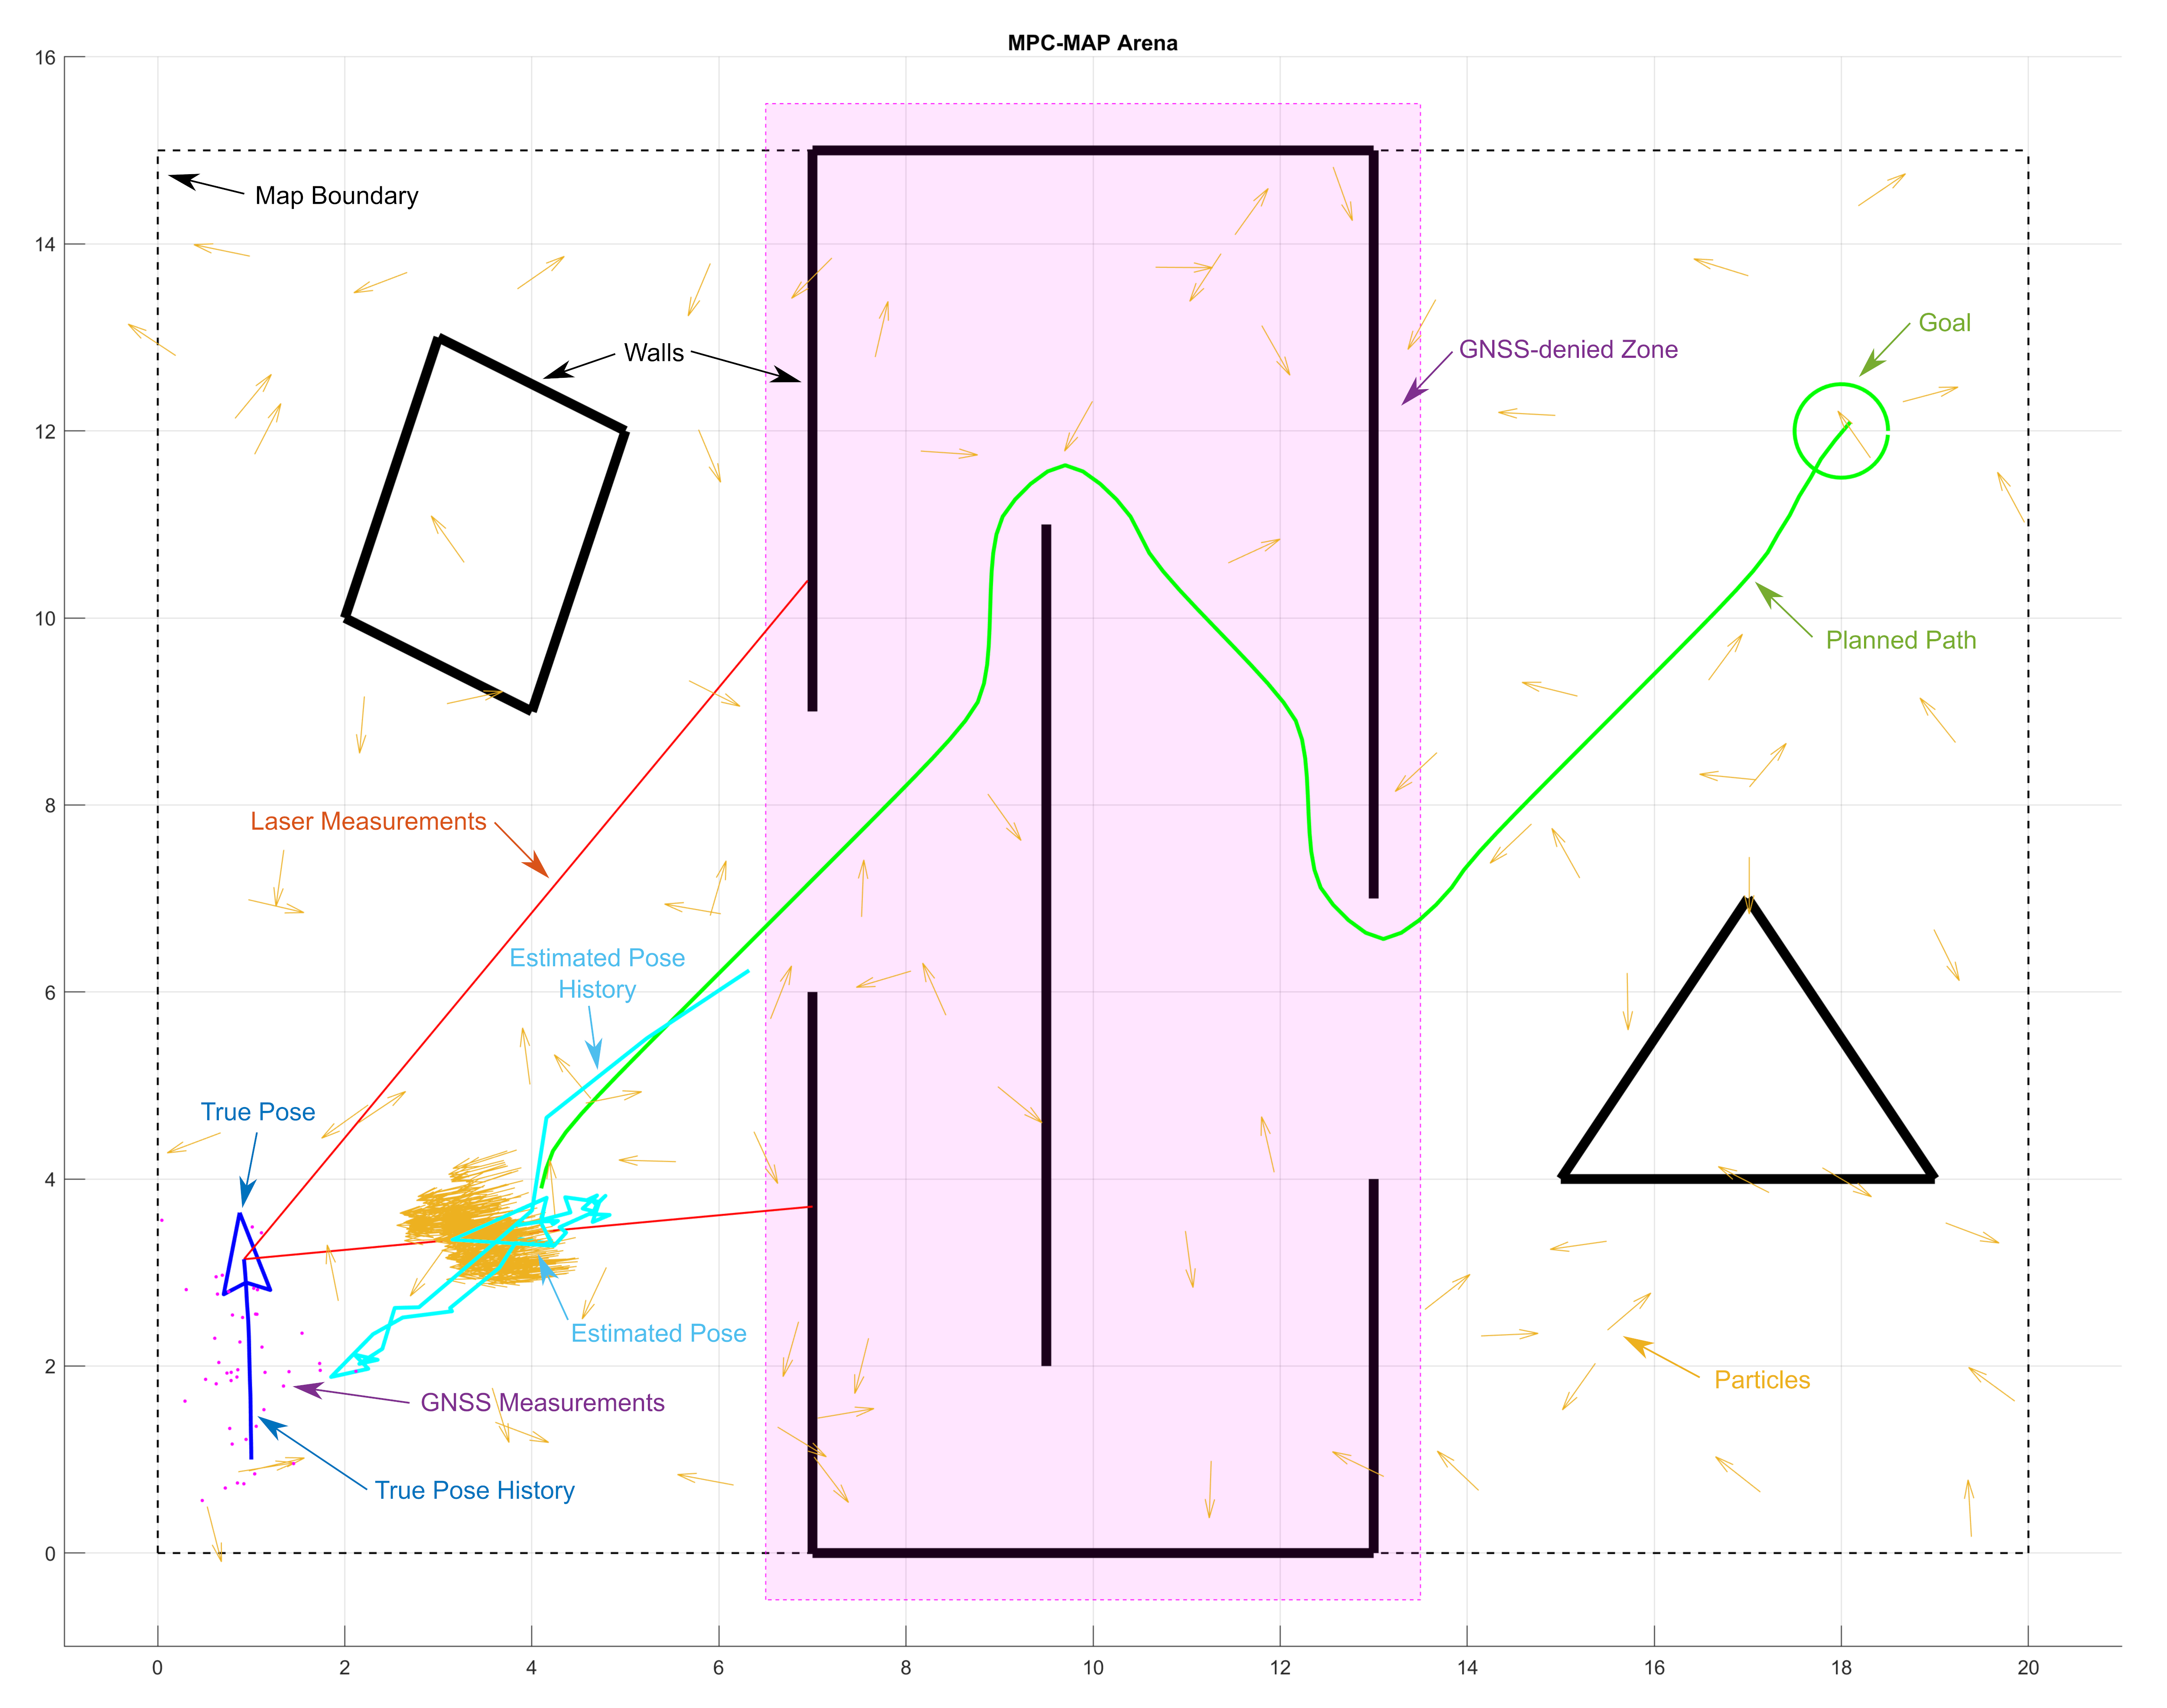 MPC-MAP Arena
16
14
12
10
8
6
4
2
0
Map Boundary
Walls
GNSS-denied Zone
Goal
Planned Path
Laser Measurements
Estimated Pose
History
True Pose
Estimated Pose
GNSS Measurements
True Pose History
Particles
0
2
4
6
8
10
12
14
16
18
20